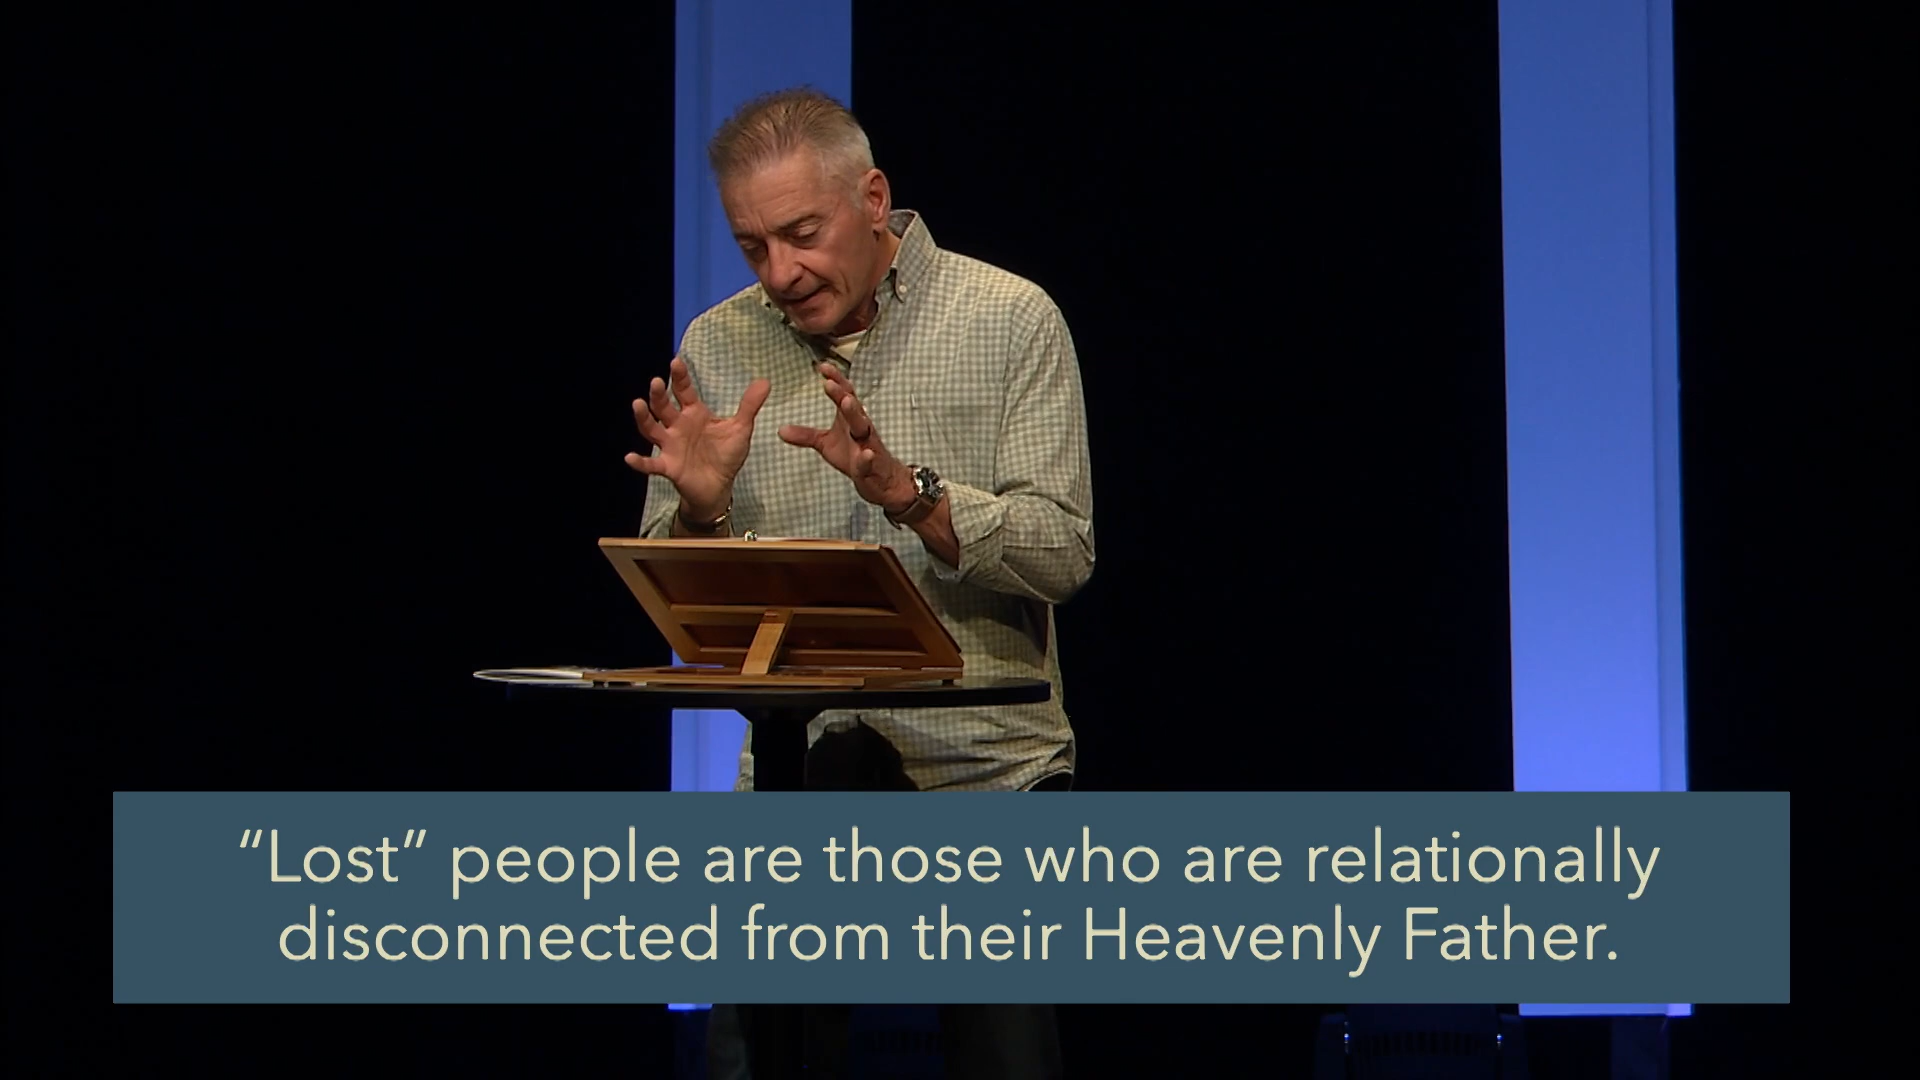 “Lost” people are those who are relationally
disconnected from their Heavenly Father.